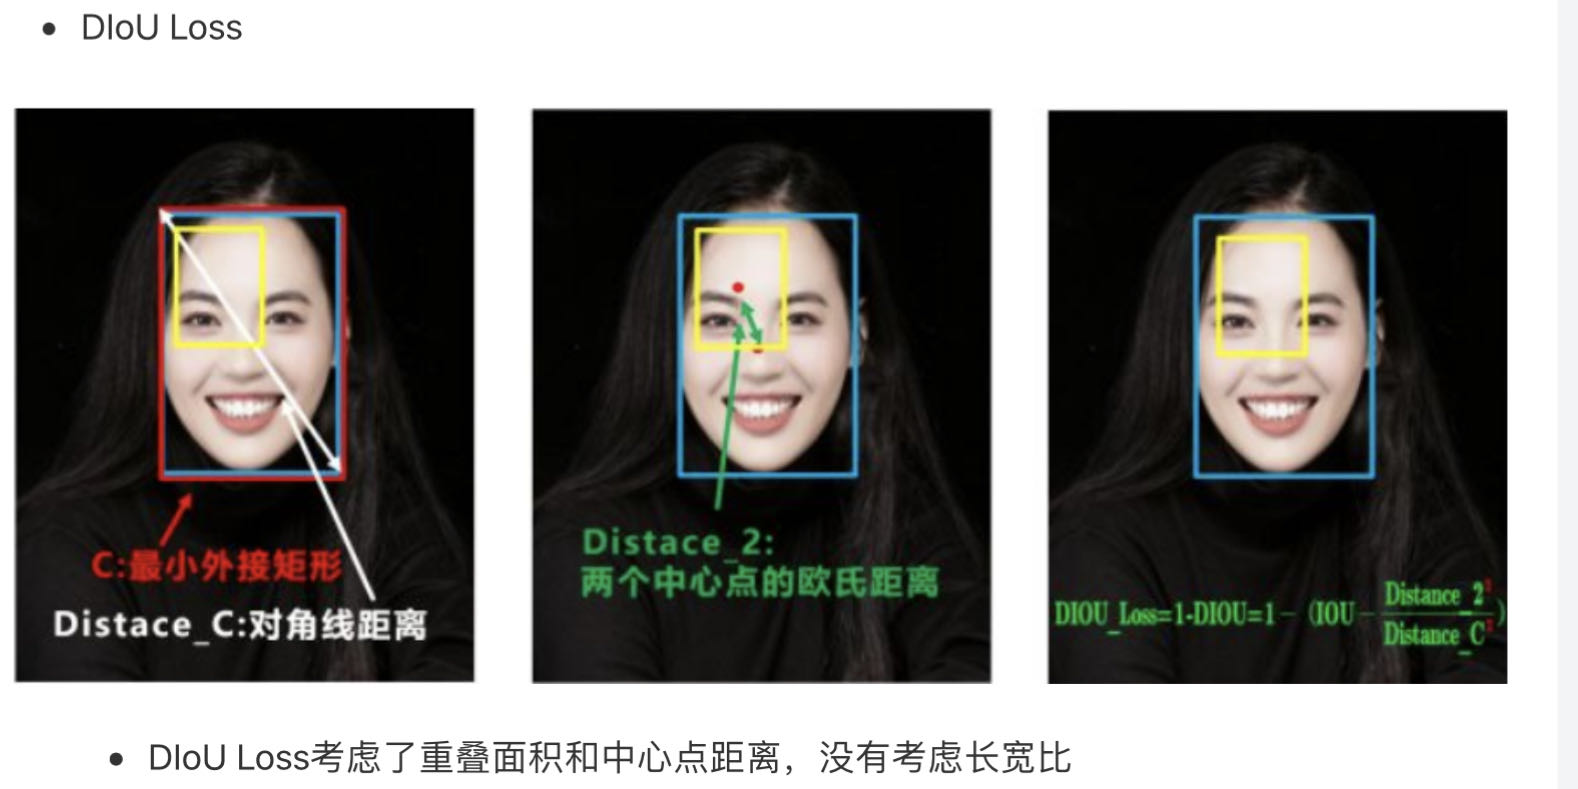 DIoU Loss
C:最小外接矩形
Distace_C:对角线距离
Distace_2:
两个中心点的欧氏距离
DIOU_Loss=1-DIOU=1－（IOU－Distance_2²/Distance_C²）
DIoU Loss考虑了重叠面积和中心点距离，没有考虑长宽比